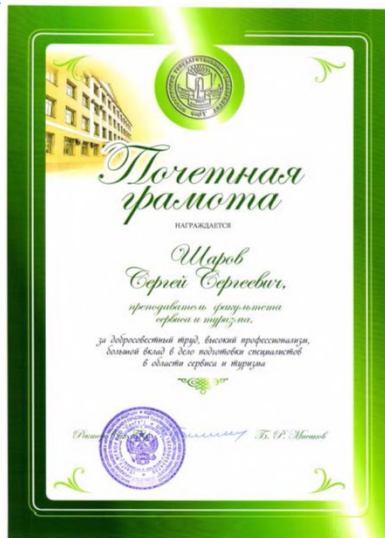 Почетная
грамота
НАГРАЖДАЕТСЯ
Шаров
Сергей Сергеевич,
преподаватель факультета
сервиса и туризма,
за добросовестный труд, высокий профессионализм,
большой вклад в дело подготовки специалистов
в области сервиса и туризма
Б. Р. Мищков